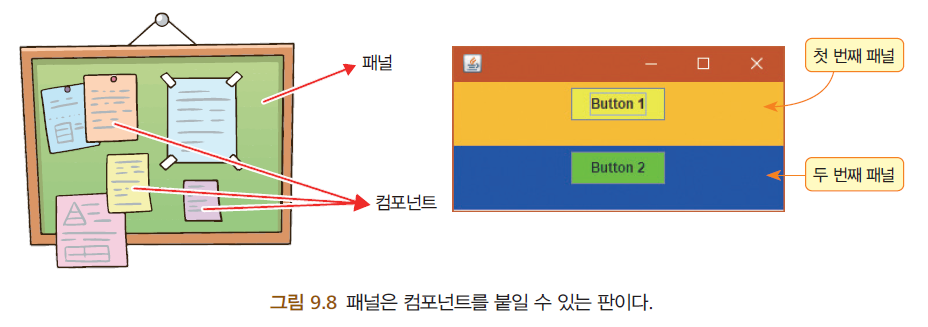 패널
컴포넌트
Button 1
Button 2
첫 번째 패널
두 번째 패널
그림 9.8 패널은 컴포넌트를 붙일 수 있는 판이다.